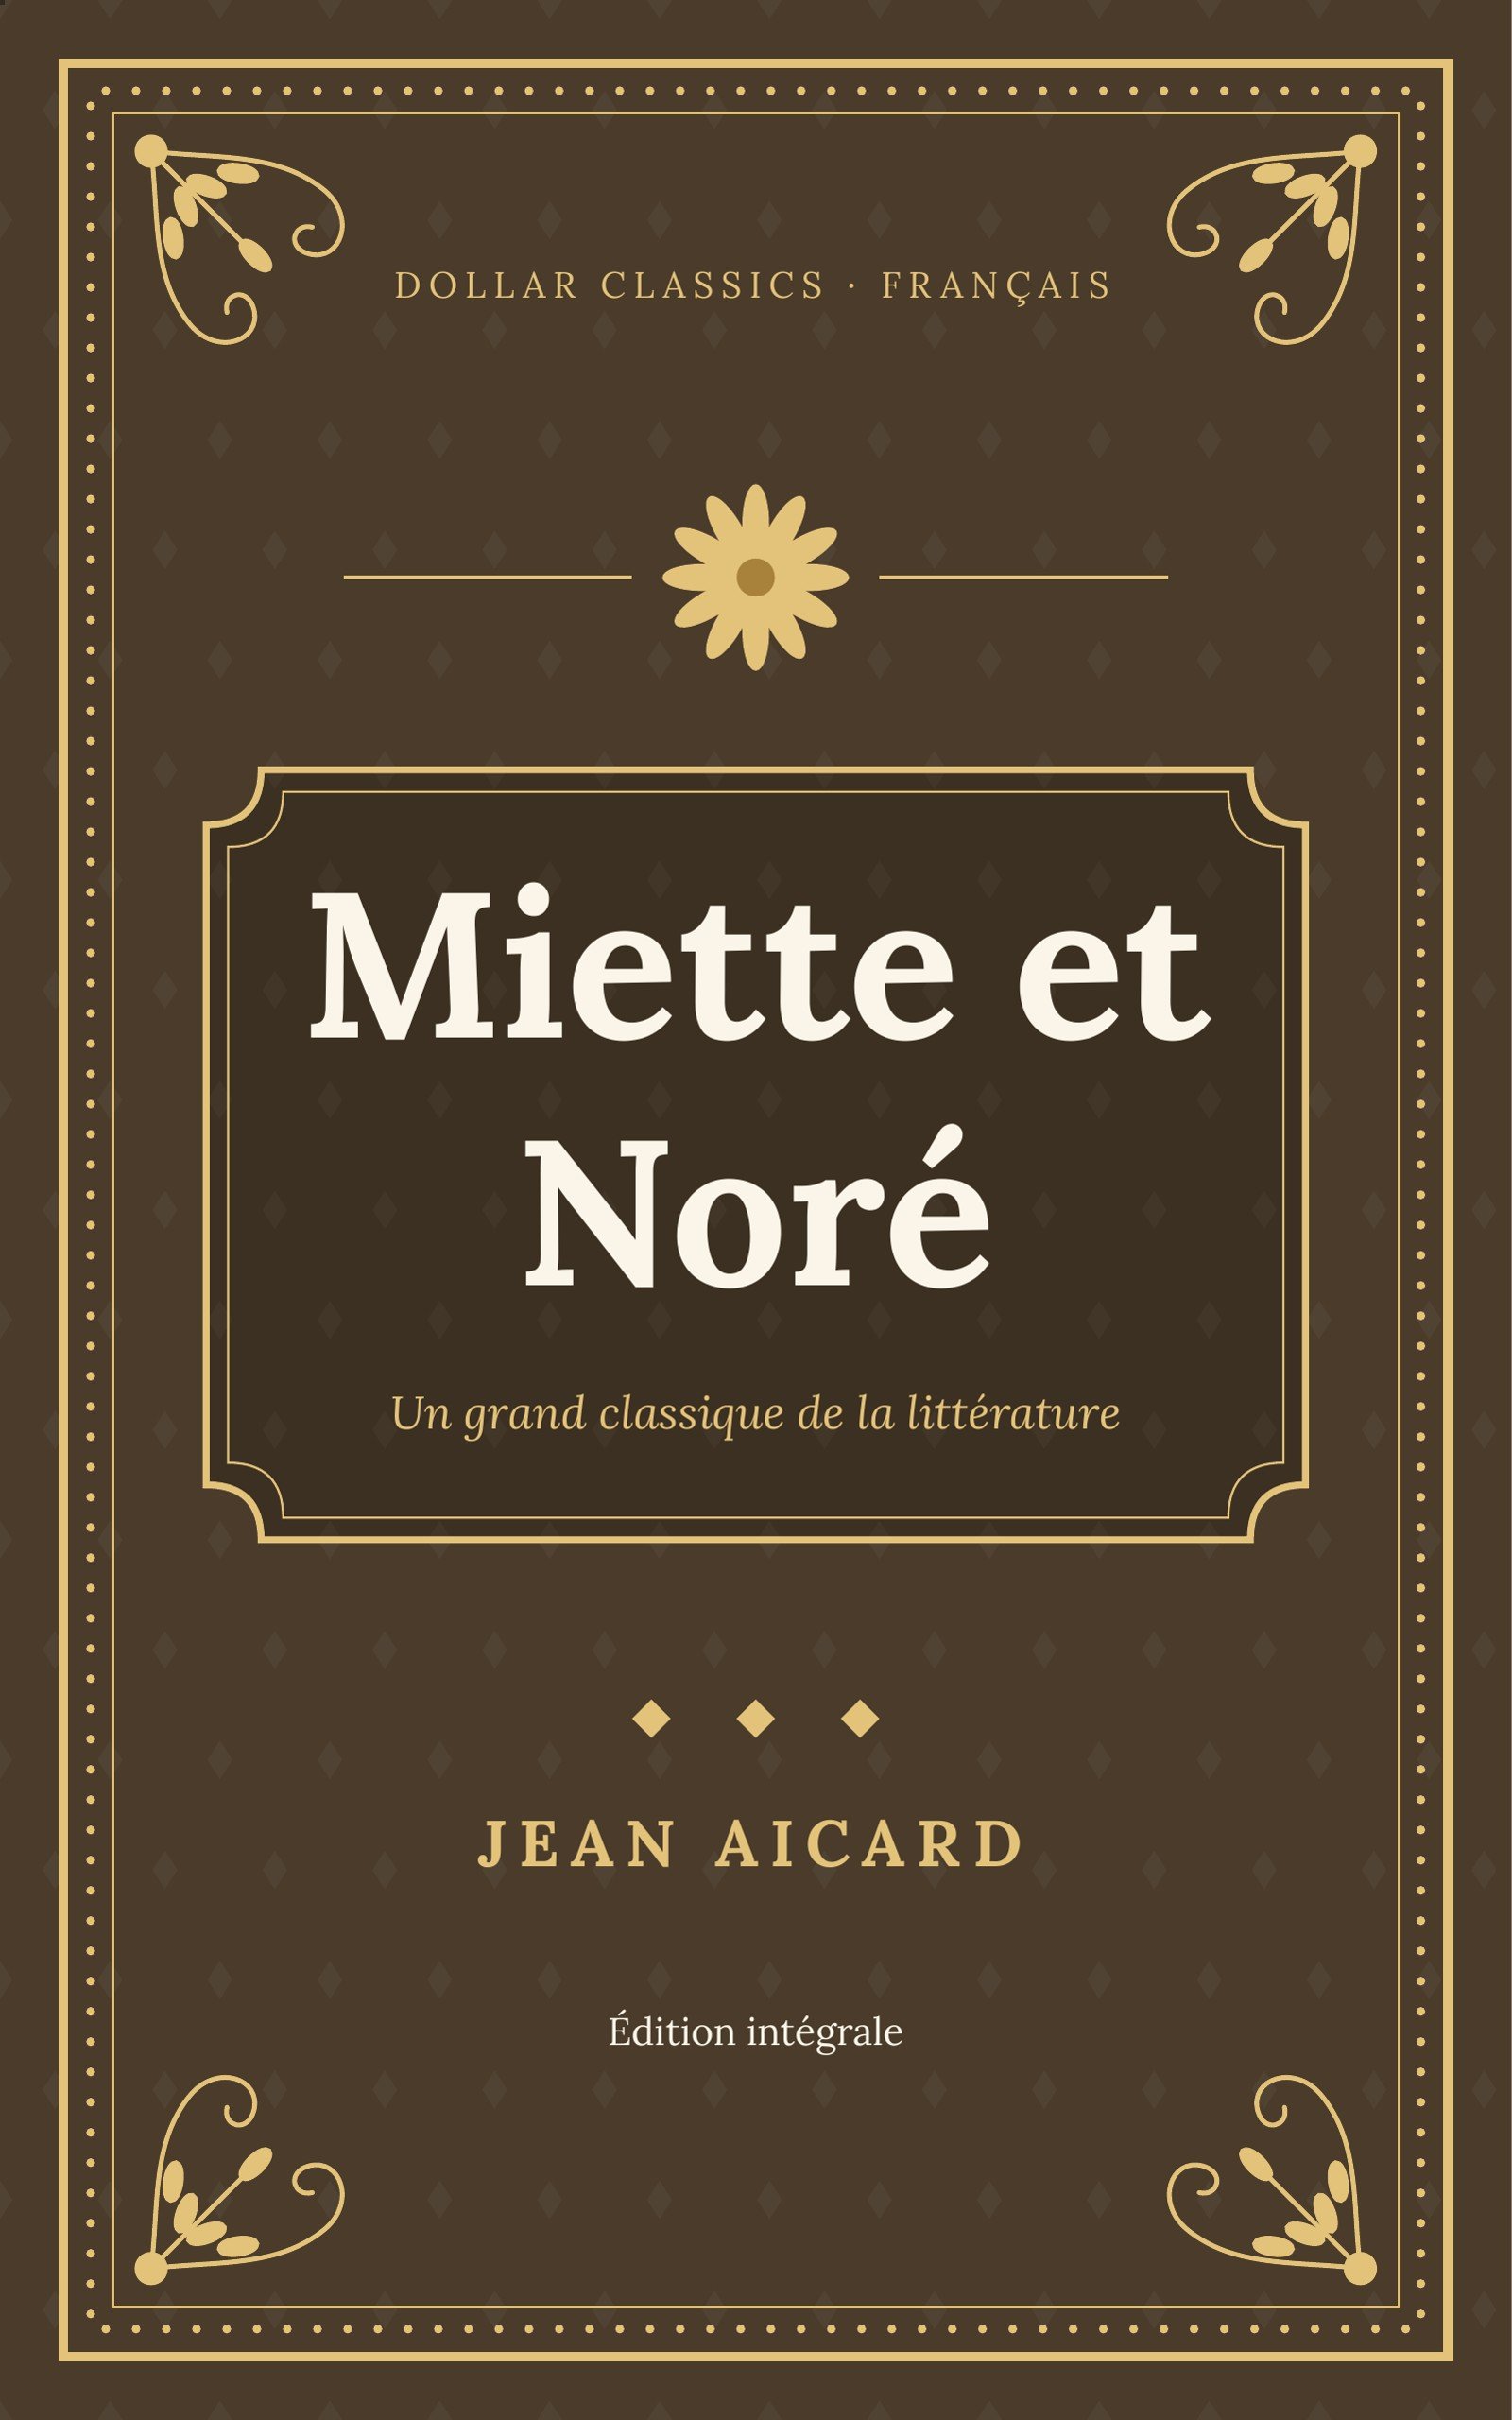 DOLLAR CLASSICS · FRANÇAIS
Miette et
Noré
Un grand classique de la littérature
JEAN AICARD
Édition intégrale